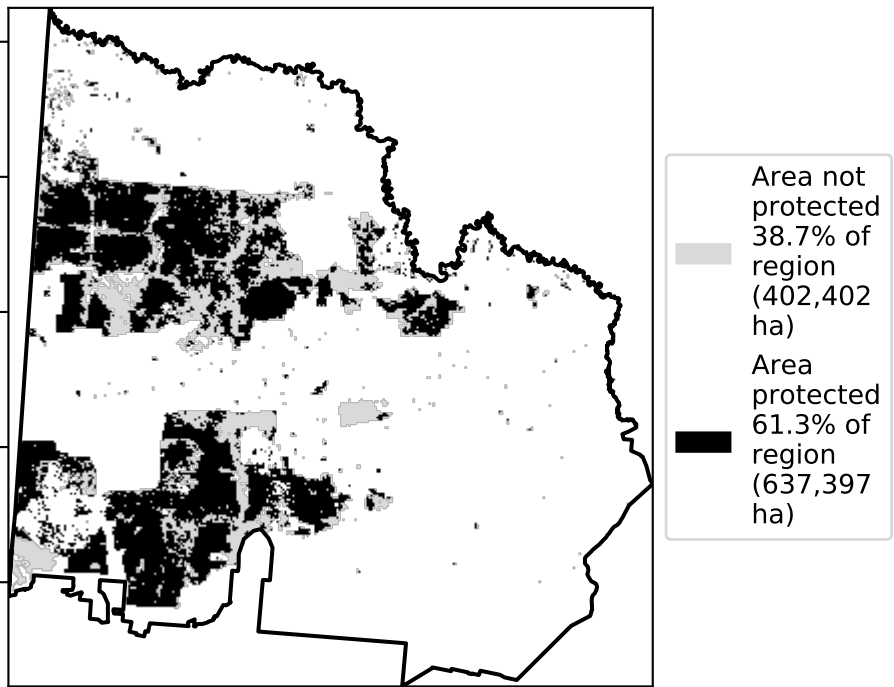 Area not
protected
38.7% of
region
(402,402
ha)
Area
protected
61.3% of
region
(637,397
ha)